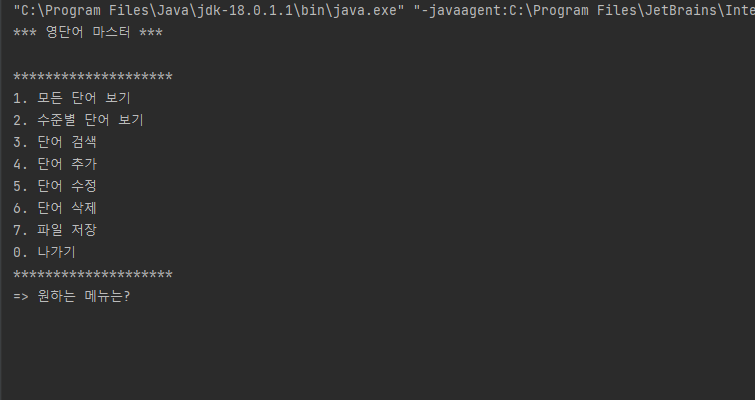 "C:\Program Files\Java\jdk-18.0.1.1\bin\java.exe" "-javaagent:C:\Program Files\JetBrains\Inte
*** 영단어 마스터 ***
********************
1. 모든 단어 보기
2. 수준별 단어 보기
3. 단어 검색
4. 단어 추가
5. 단어 수정
6. 단어 삭제
7. 파일 저장
0. 나가기
********************
=> 원하는 메뉴는?